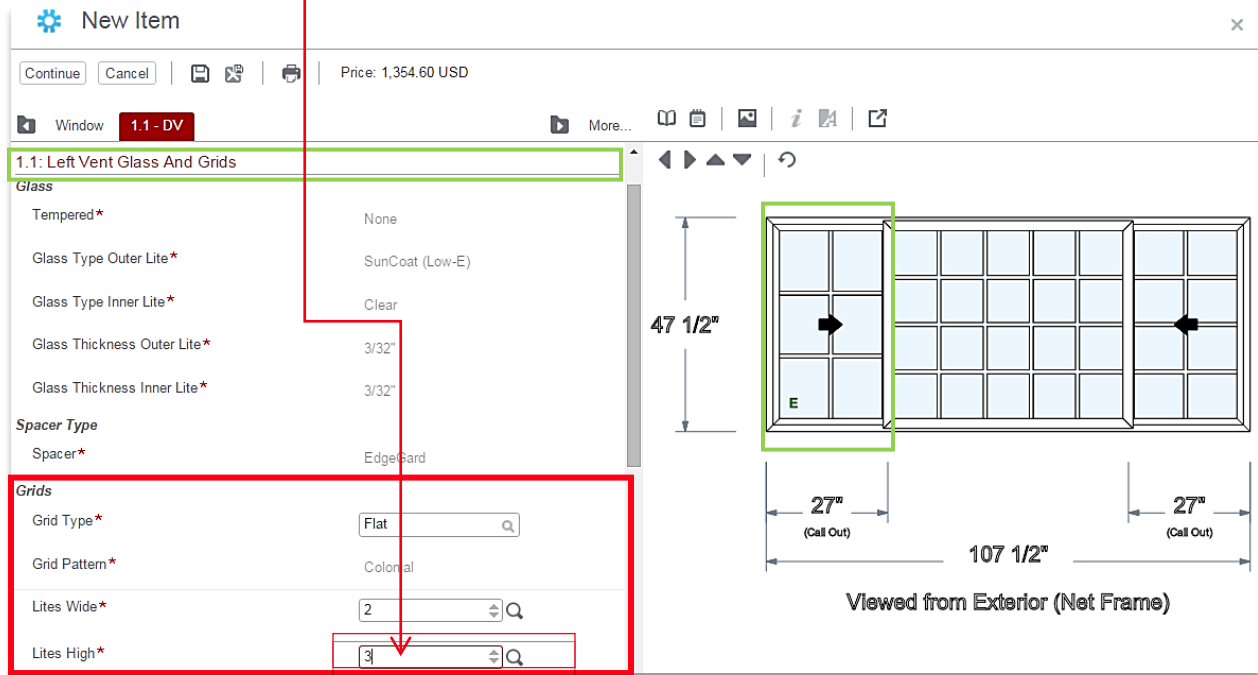 New Item
Continue Cancel Price: 1,354.60 USD
Window 1.1 - DV More...
1.1: Left Vent Glass And Grids
Glass
Tempered* None
Glass Type Outer Lite* SunCoat (Low-E)
Glass Type Inner Lite* Clear
Glass Thickness Outer Lite* 3/32"
Glass Thickness Inner Lite* 3/32"
Spacer Type
Spacer* EdgeGard
Grids
Grid Type* Flat
Grid Pattern* Colonial
Lites Wide* 2
Lites High* 3
47 1/2"
E
27" 27"
(Call Out) (Call Out)
107 1/2"
Viewed from Exterior (Net Frame)